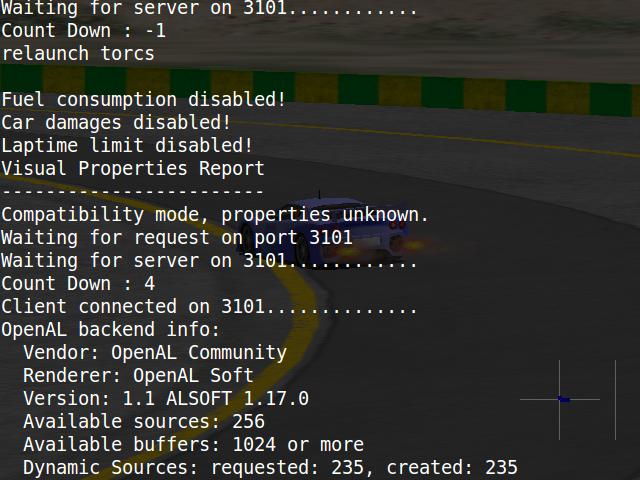 Waiting for server on 3101............
Count Down : -1
relaunch torcs
Fuel consumption disabled!
Car damages disabled!
Laptime limit disabled!
Visual Properties Report
------------------------
Compatibility mode, properties unknown.
Waiting for request on port 3101
Waiting for server on 3101............
Count Down : 4
Client connected on 3101..............
OpenAL backend info:
  Vendor: OpenAL Community
  Renderer: OpenAL Soft
  Version: 1.1 ALSOFT 1.17.0
  Available sources: 256
  Available buffers: 1024 or more
  Dynamic Sources: requested: 235, created: 235